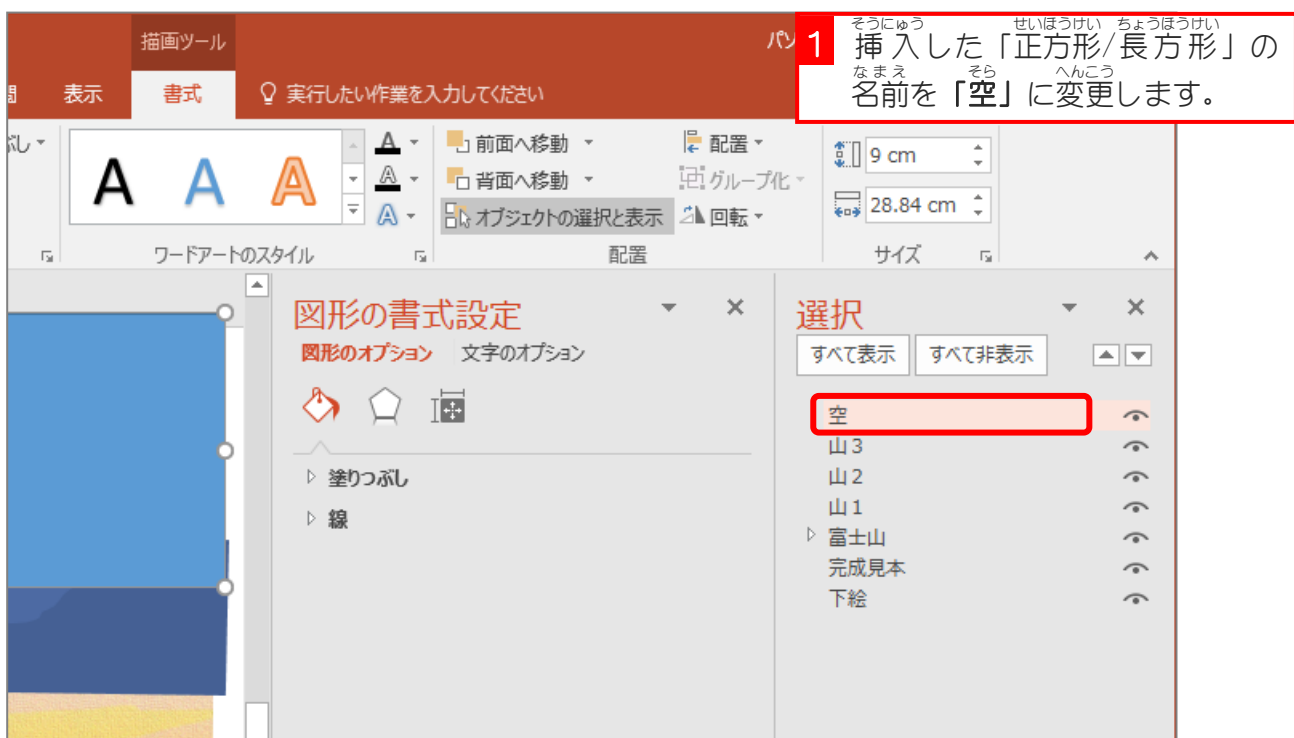 描画ツール
パソ
1
そうにゅう せいほうけい ちょうほうけい
挿入した「正方形/長方形」の
なまえ そら へんこう
名前を「空」に変更します。
表示 書式 実行したい作業を入力してください
A A A
A
A
A
前面へ移動
背面へ移動
オブジェクトの選択と表示
配置
グループ化
回転
9 cm
28.84 cm
ワードアートのスタイル 配置 サイズ
図形の書式設定
図形のオプション 文字のオプション
塗りつぶし
線
選択
すべて表示 すべて非表示
空
山3
山2
山1
富士山
完成見本
下絵